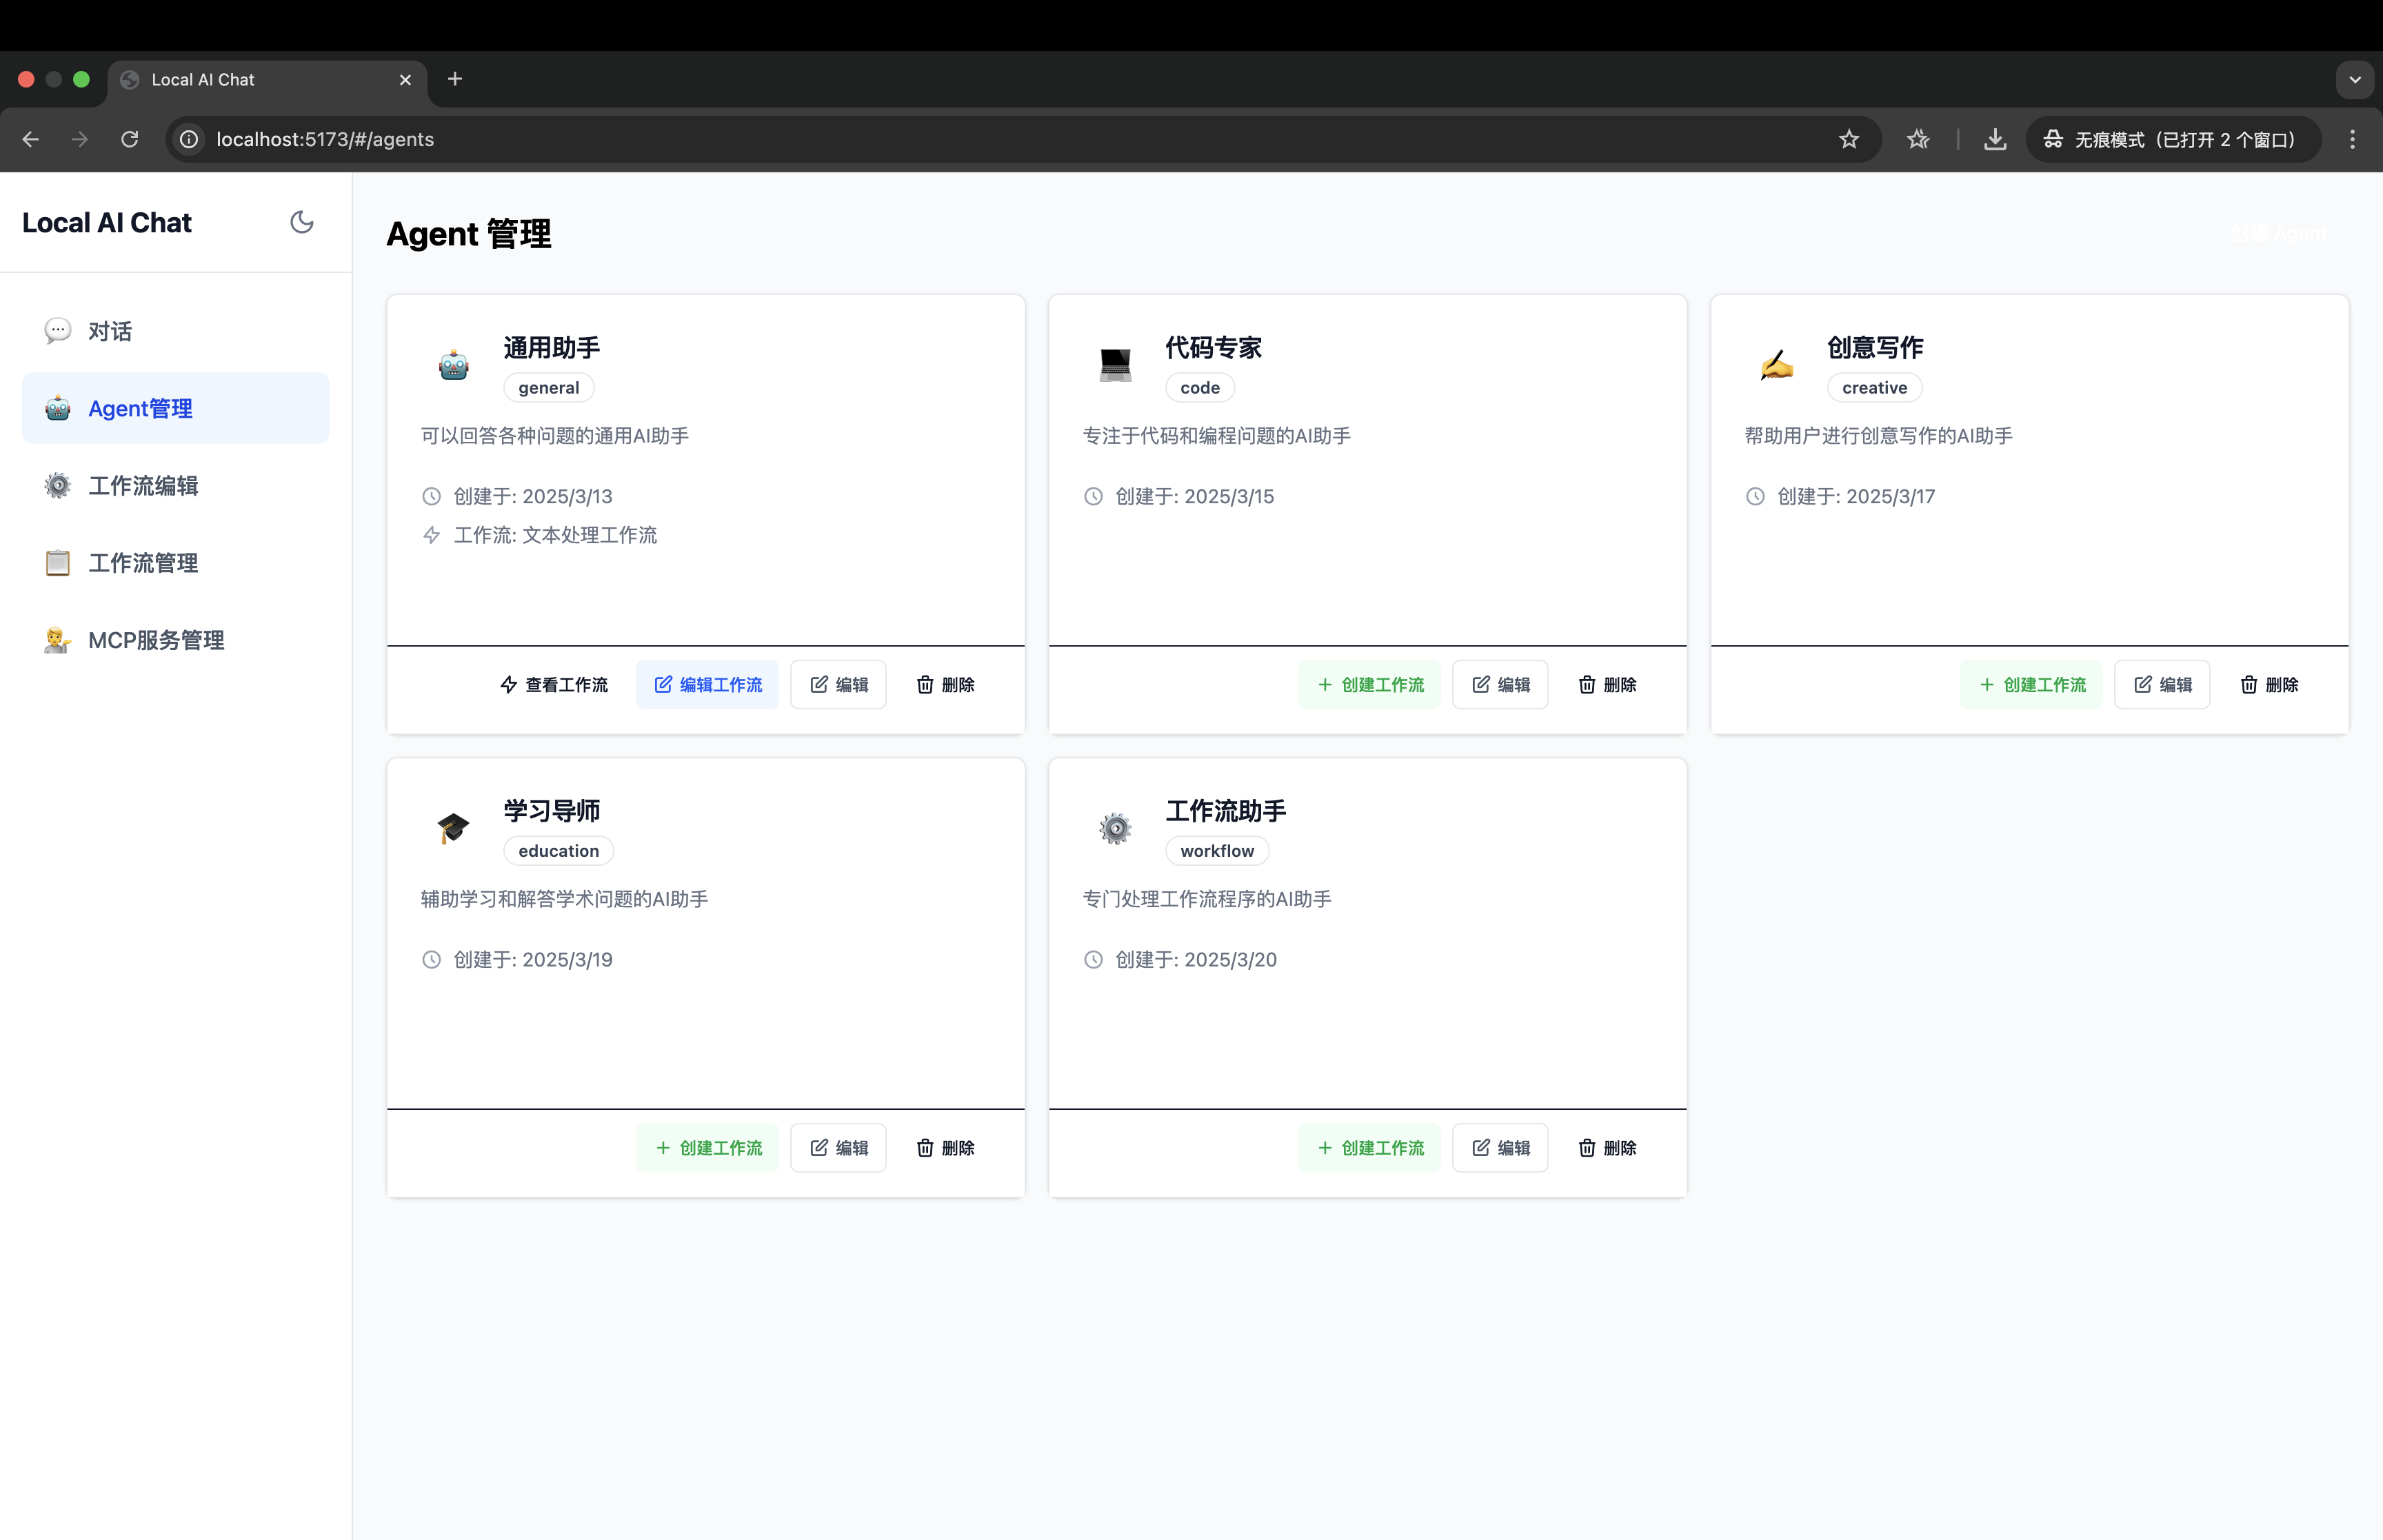 Local AI Chat
localhost:5173/#/agents
无痕模式（已打开 2 个窗口）
Local AI Chat
对话
Agent管理
工作流编辑
工作流管理
MCP服务管理
Agent 管理
创建 Agent
通用助手
general
可以回答各种问题的通用AI助手
创建于: 2025/3/13
工作流: 文本处理工作流
查看工作流 编辑工作流 编辑 删除
代码专家
code
专注于代码和编程问题的AI助手
创建于: 2025/3/15
创建工作流 编辑 删除
创意写作
creative
帮助用户进行创意写作的AI助手
创建于: 2025/3/17
创建工作流 编辑 删除
学习导师
education
辅助学习和解答学术问题的AI助手
创建于: 2025/3/19
创建工作流 编辑 删除
工作流助手
workflow
专门处理工作流程序的AI助手
创建于: 2025/3/20
创建工作流 编辑 删除